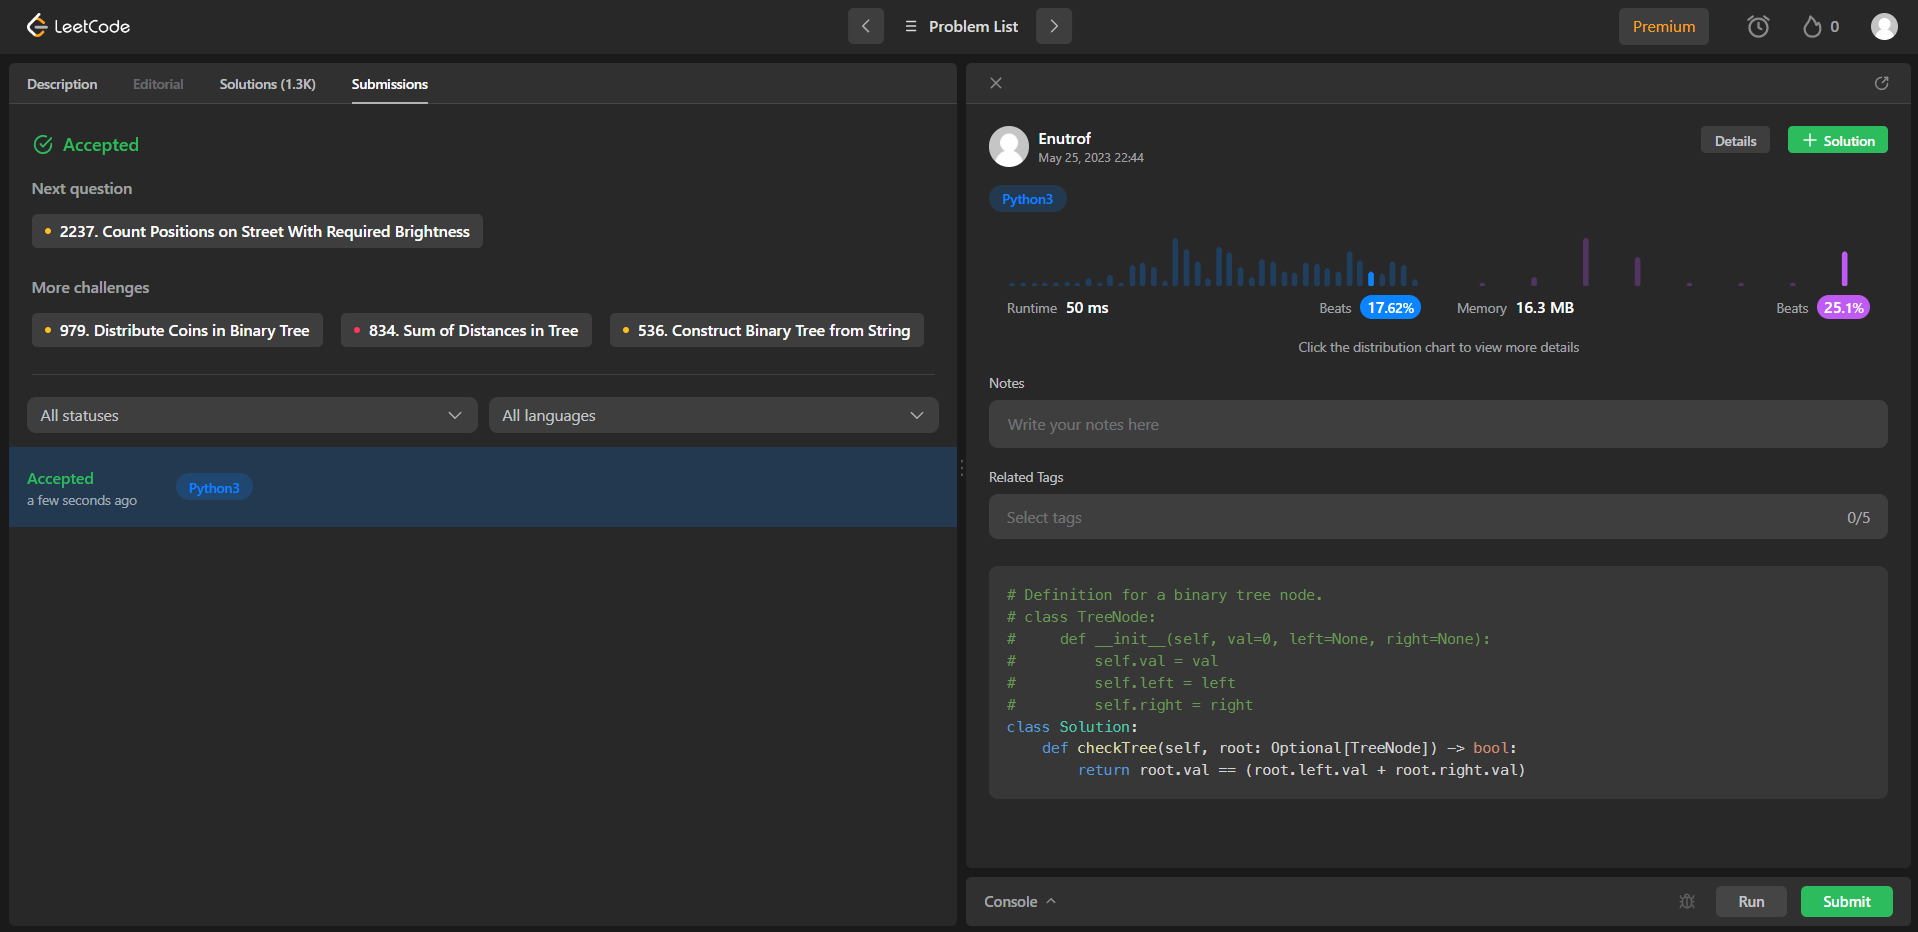 LeetCode
Problem List
Premium
0
Description Editorial Solutions (1.3K) Submissions
Accepted
Next question
2237. Count Positions on Street With Required Brightness
More challenges
979. Distribute Coins in Binary Tree
834. Sum of Distances in Tree
536. Construct Binary Tree from String
All statuses
All languages
Accepted
a few seconds ago
Python3
Enutrof
May 25, 2023 22:44
Details
Solution
Python3
Runtime 50 ms
Beats 17.62%
Memory 16.3 MB
Beats 25.1%
Click the distribution chart to view more details
Notes
Write your notes here
Related Tags
Select tags
0/5
# Definition for a binary tree node.
# class TreeNode:
#     def __init__(self, val=0, left=None, right=None):
#         self.val = val
#         self.left = left
#         self.right = right
class Solution:
    def checkTree(self, root: Optional[TreeNode]) -> bool:
        return root.val == (root.left.val + root.right.val)
Console
Run
Submit